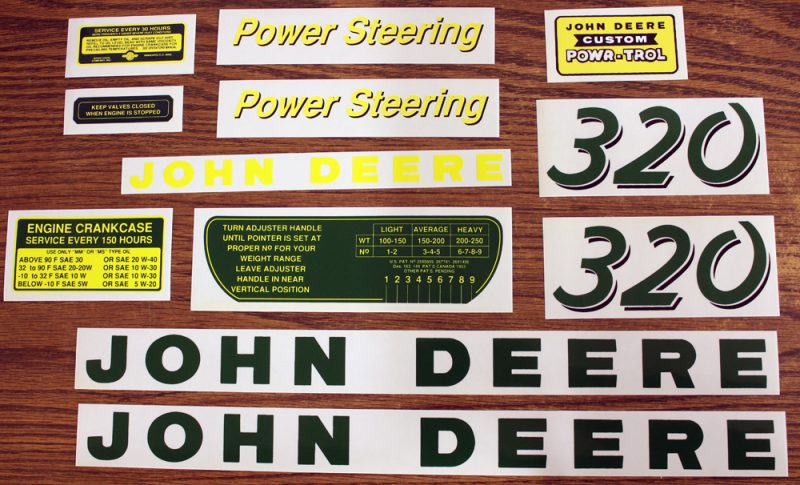 SERVICE EVERY 30 HOURS
Power Steering
JOHN DEERE
CUSTOM
POWR-TROL
KEEP VALVES CLOSED
WHEN ENGINE IS STOPPED
Power Steering
320
JOHN DEERE
ENGINE CRANKCASE
SERVICE EVERY 150 HOURS
USE ONLY "MM" OR "MS" TYPE OIL
ABOVE 90 F SAE 30 OR SAE 20 W-40
32 to 90 F SAE 20-20W OR SAE 10 W-30
-10 to 32 F SAE 10 W OR SAE 10 W-30
BELOW -10 F SAE 5W OR SAE 5 W-20
TURN ADJUSTER HANDLE
UNTIL POINTER IS SET AT
PROPER Nº FOR YOUR
WEIGHT RANGE
LEAVE ADJUSTER
HANDLE IN NEAR
VERTICAL POSITION
LIGHT AVERAGE HEAVY
WT 100-150 150-200 200-250
Nº 1-2 3-4-5 6-7-8-9
OTHER PAT'S. PENDING
1 2 3 4 5 6 7 8 9
320
JOHN DEERE
JOHN DEERE